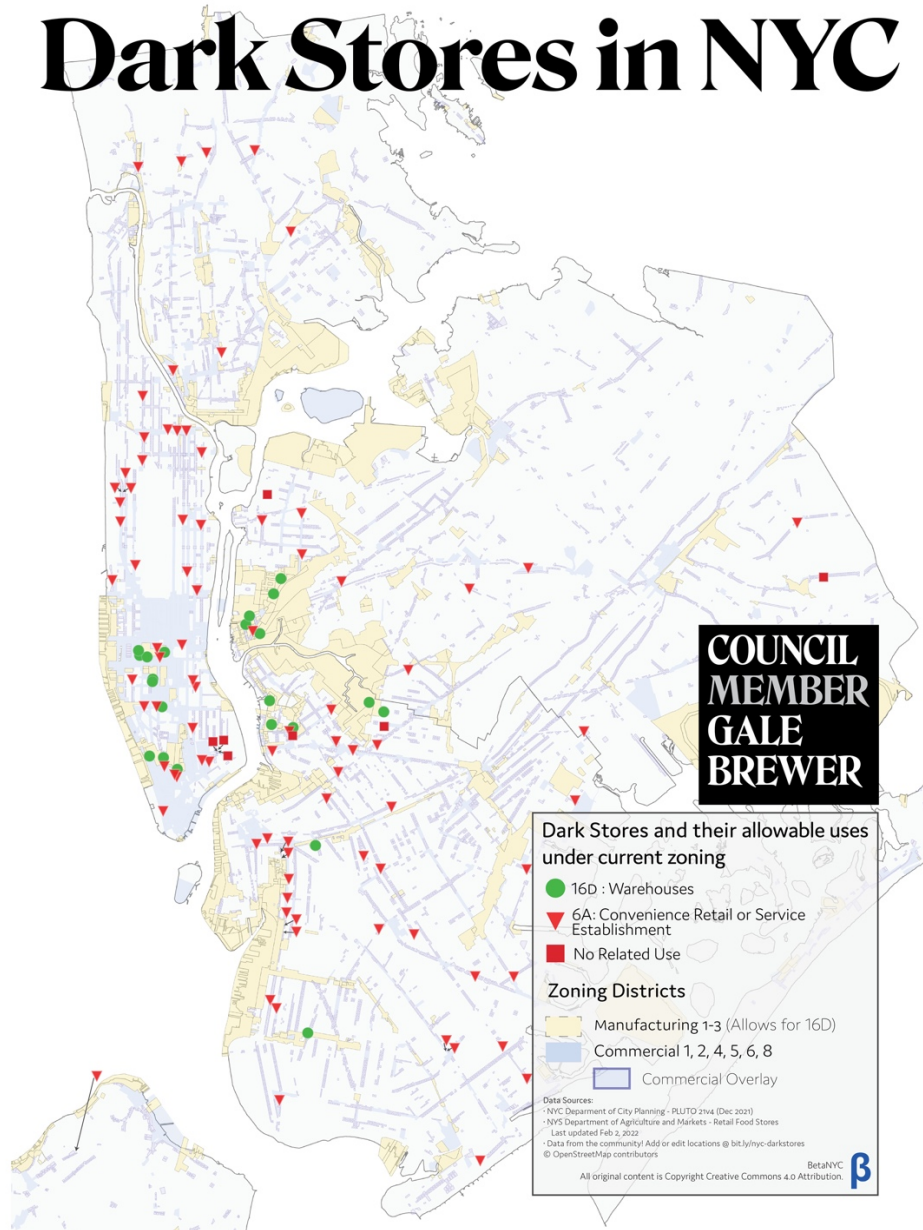 Dark Stores in NYC
COUNCIL
MEMBER
GALE
BREWER
Dark Stores and their allowable uses
under current zoning
16D : Warehouses
6A: Convenience Retail or Service
Establishment
No Related Use
Zoning Districts
Manufacturing 1-3 (Allows for 16D)
Commercial 1, 2, 4, 5, 6, 8
Commercial Overlay
Data Sources:
· NYC Deparment of City Planning - PLUTO 21v4 (Dec 2021)
· NYS Department of Agriculture and Markets - Retail Food Stores
Last updated Feb 2, 2022
· Data from the community! Add or edit locations @ bit.ly/nyc-darkstores
© OpenStreetMap contributors
BetaNYC
All original content is Copyright Creative Commons 4.0 Attribution.
β